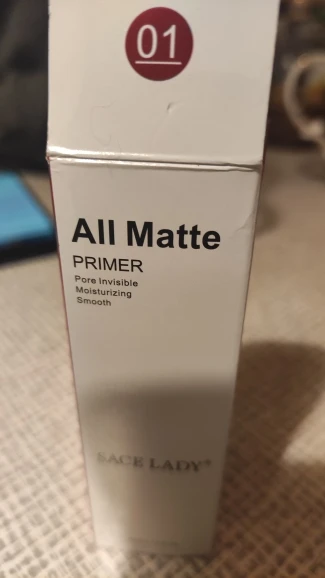 01
All Matte
PRIMER
Pore Invisible
Moisturizing
Smooth
SACE LADY®